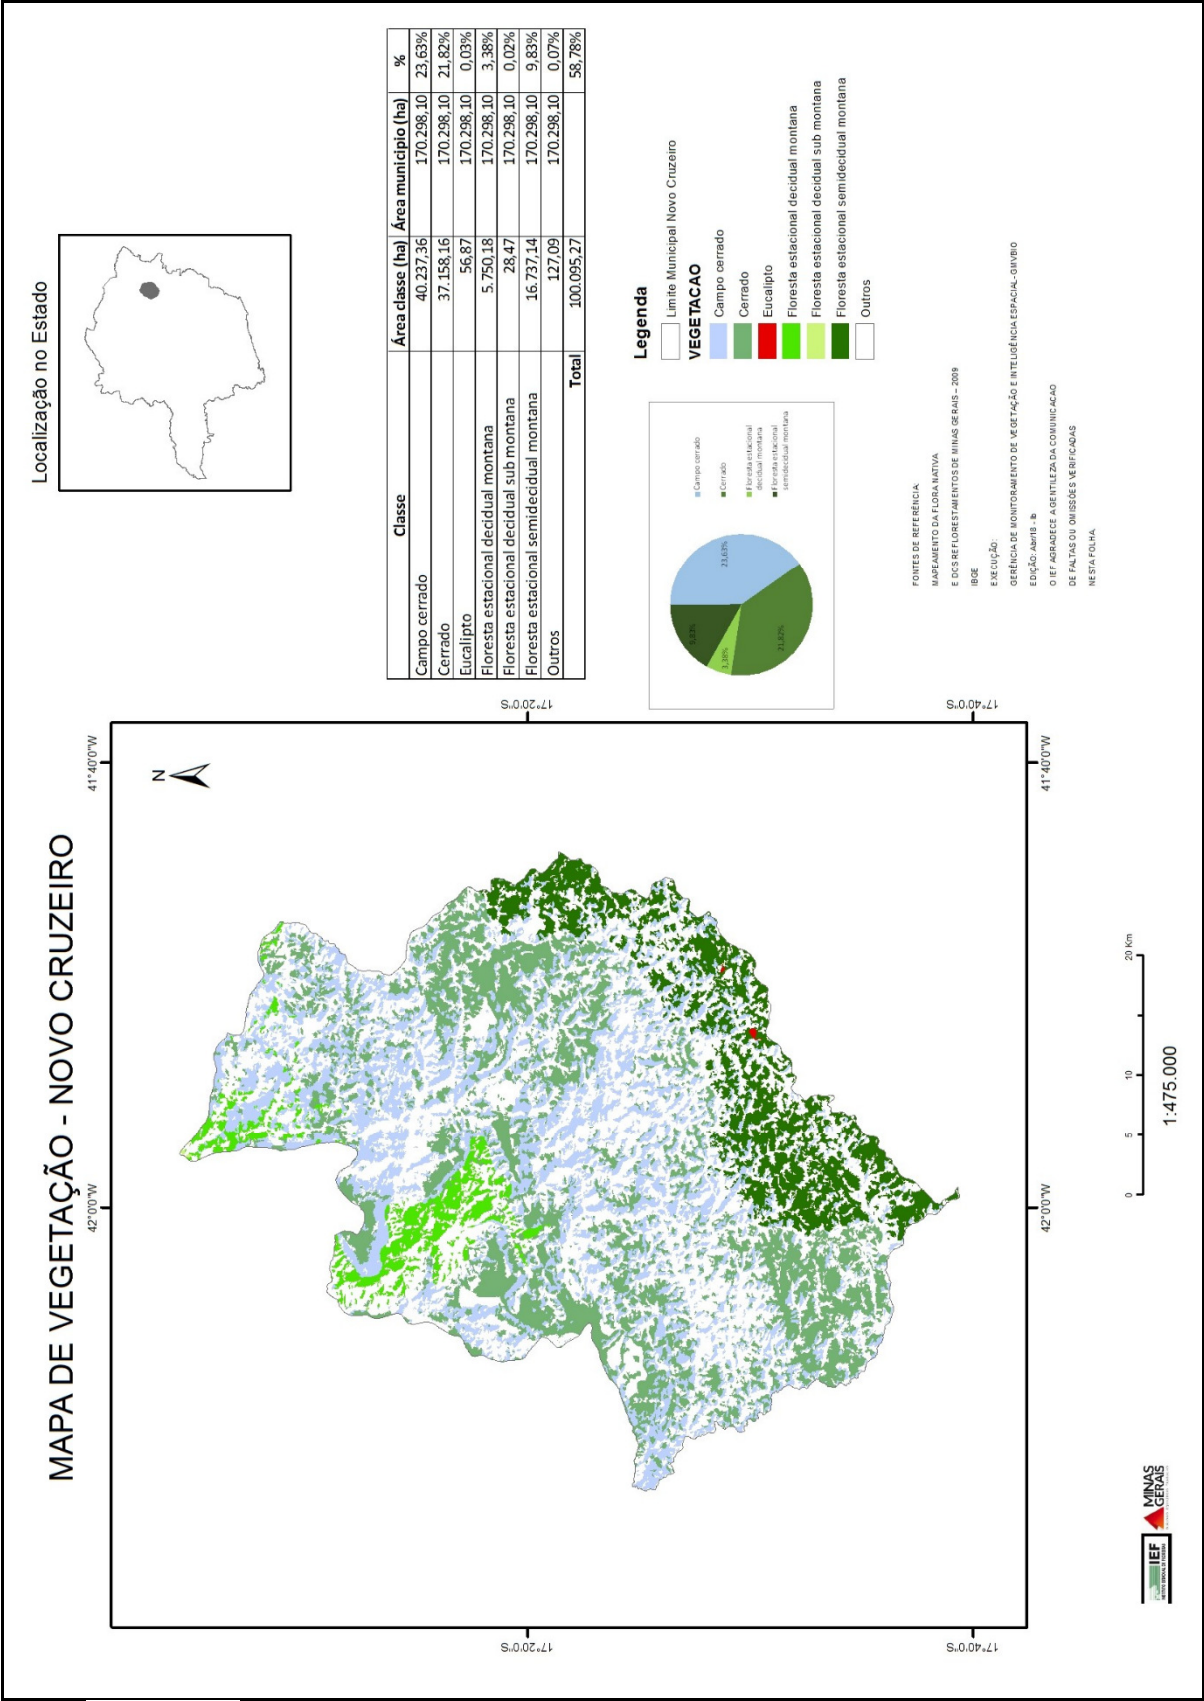 MAPA DE VEGETAÇÃO - NOVO CRUZEIRO
42°0'0"W
41°40'0"W
17°20'0"S
17°20'0"S
17°40'0"S
17°40'0"S
42°0'0"W
41°40'0"W
N
Localização no Estado
Classe Área classe (ha) Área municipio (ha) %
Campo cerrado 40.237,36 170.298,10 23,63%
Cerrado 37.158,16 170.298,10 21,82%
Eucalipto 56,87 170.298,10 0,03%
Floresta estacional decidual montana 5.750,18 170.298,10 3,38%
Floresta estacional decidual sub montana 28,47 170.298,10 0,02%
Floresta estacional semidecidual montana 16.737,14 170.298,10 9,83%
Outros 127,09 170.298,10 0,07%
Total 100.095,27 58,78%
23,63%
21,82%
3,38%
9,83%
Campo cerrado
Cerrado
Floresta estacional
decidual montana
Floresta estacional
semidecidual montana
Legenda
Limite Municipal Novo Cruzeiro
VEGETACAO
Campo cerrado
Cerrado
Eucalipto
Floresta estacional decidual montana
Floresta estacional decidual sub montana
Floresta estacional semidecidual montana
Outros
FONTES DE REFERÊNCIA:
MAPEAMENTO DA FLORA NATIVA
E DOS REFLORESTAMENTOS DE MINAS GERAIS – 2009
IBGE
EXECUÇÃO:
GERÊNCIA DE MONITORAMENTO DE VEGETAÇÃO E INTELIGÊNCIA ESPACIAL-GMVBIO
EDIÇÃO: Abril/18 - lb
O IEF AGRADECE A GENTILEZA DA COMUNICACAO
DE FALTAS OU OMISSÕES VERIFICADAS
NESTA FOLHA.
0 5 10 20 Km
1:475.000
IEF
MINAS
GERAIS